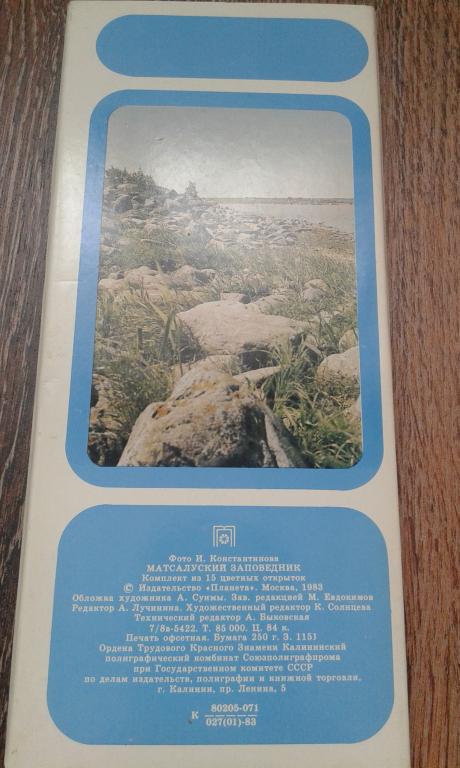 Фото И. Константинова
МАТСАЛУСКИЙ ЗАПОВЕДНИК
Комплект из 15 цветных открыток
© Издательство «Планета». Москва, 1983
Обложка художника А. Сунмы. Зав. редакцией М. Евдокимов
Редактор А. Лучинина. Художественный редактор К. Солнцева
Технический редактор А. Быковская
7/8в-5422. Т. 85 000. Ц. 84 к.
Печать офсетная. Бумага 250 г. З. 1151
Ордена Трудового Красного Знамени Калининский
полиграфический комбинат Союзполиграфпрома
при Государственном комитете СССР
по делам издательств, полиграфии и книжной торговли,
г. Калинин, пр. Ленина, 5
80205-071
К
027(01)-83